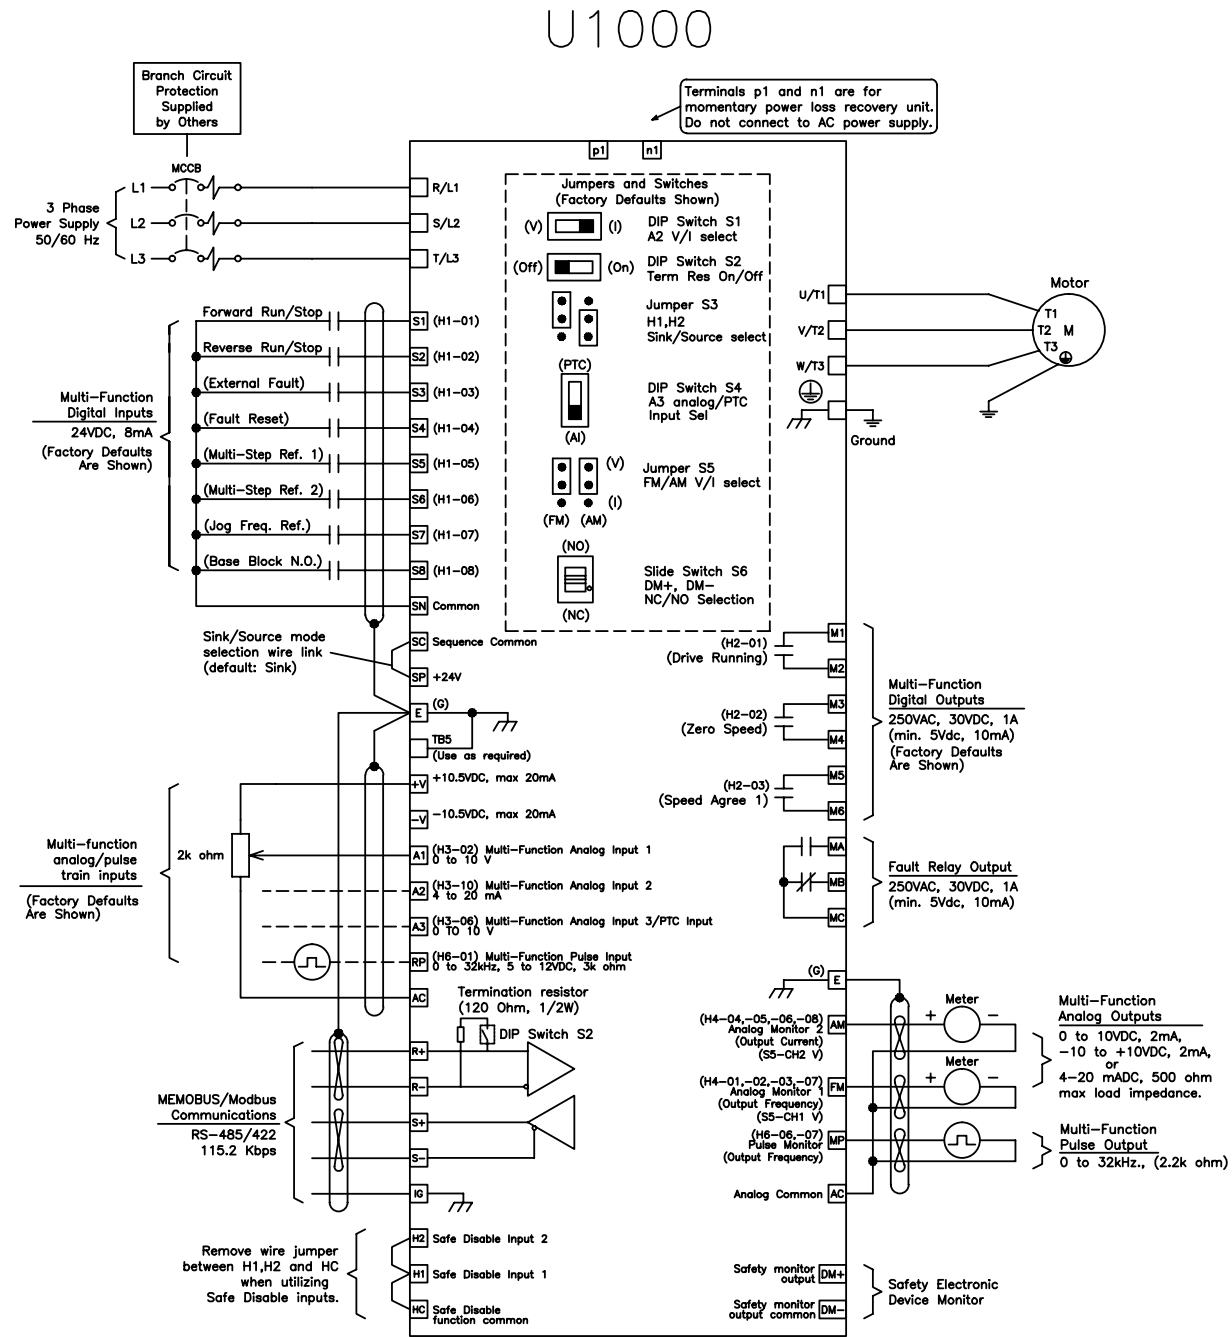 U1000
Branch Circuit
Protection
Supplied
by Others
Terminals p1 and n1 are for
momentary power loss recovery unit.
Do not connect to AC power supply.
p1
n1
MCCB
3 Phase
Power Supply
50/60 Hz
L1
L2
L3
R/L1
S/L2
T/L3
Jumpers and Switches
(Factory Defaults Shown)
(V)
(I)
DIP Switch S1
A2 V/I select
(Off)
(On)
DIP Switch S2
Term Res On/Off
Jumper S3
H1,H2
Sink/Source select
(PTC)
DIP Switch S4
A3 analog/PTC
Input Sel
(AI)
(V)
Jumper S5
FM/AM V/I select
(I)
(FM)
(AM)
(NO)
Slide Switch S6
DM+, DM-
NC/NO Selection
(NC)
U/T1
V/T2
W/T3
Motor
T1
T2 M
T3
Ground
Multi-Function
Digital Inputs
24VDC, 8mA
(Factory Defaults
Are Shown)
Forward Run/Stop
S1 (H1-01)
Reverse Run/Stop
S2 (H1-02)
(External Fault)
S3 (H1-03)
(Fault Reset)
S4 (H1-04)
(Multi-Step Ref. 1)
S5 (H1-05)
(Multi-Step Ref. 2)
S6 (H1-06)
(Jog Freq. Ref.)
S7 (H1-07)
(Base Block N.O.)
S8 (H1-08)
SN Common
Sink/Source mode
selection wire link
(default: Sink)
SC Sequence Common
SP +24V
E (G)
TB5
(Use as required)
(H2-01)
(Drive Running)
M1
M2
(H2-02)
(Zero Speed)
M3
M4
(H2-03)
(Speed Agree 1)
M5
M6
Multi-Function
Digital Outputs
250VAC, 30VDC, 1A
(min. 5Vdc, 10mA)
(Factory Defaults
Are Shown)
Multi-function
analog/pulse
train inputs
(Factory Defaults
Are Shown)
2k ohm
+V +10.5VDC, max 20mA
-V -10.5VDC, max 20mA
A1 (H3-02) Multi-Function Analog Input 1
0 to 10 V
A2 (H3-10) Multi-Function Analog Input 2
4 to 20 mA
A3 (H3-06) Multi-Function Analog Input 3/PTC Input
0 TO 10 V
RP (H6-01) Multi-Function Pulse Input
0 to 32kHz, 5 to 12VDC, 3k ohm
AC
MA
MB
MC
Fault Relay Output
250VAC, 30VDC, 1A
(min. 5Vdc, 10mA)
Termination resistor
(120 Ohm, 1/2W)
DIP Switch S2
R+
R-
S+
S-
IG
MEMOBUS/Modbus
Communications
RS-485/422
115.2 Kbps
(G)
E
(H4-04,-05,-06,-08)
Analog Monitor 2
(Output Current)
(S5-CH2 V)
AM
+
Meter
-
(H4-01,-02,-03,-07)
Analog Monitor 1
(Output Frequency)
(S5-CH1 V)
FM
+
Meter
-
(H6-06,-07)
Pulse Monitor
(Output Frequency)
MP
Analog Common
AC
Multi-Function
Analog Outputs
0 to 10VDC, 2mA,
-10 to +10VDC, 2mA,
or
4-20 mADC, 500 ohm
max load impedance.
Multi-Function
Pulse Output
0 to 32kHz., (2.2k ohm)
Remove wire jumper
between H1,H2 and HC
when utilizing
Safe Disable inputs.
H2 Safe Disable Input 2
H1 Safe Disable Input 1
HC Safe Disable
function common
Safety monitor
output
DM+
Safety monitor
output common
DM-
Safety Electronic
Device Monitor